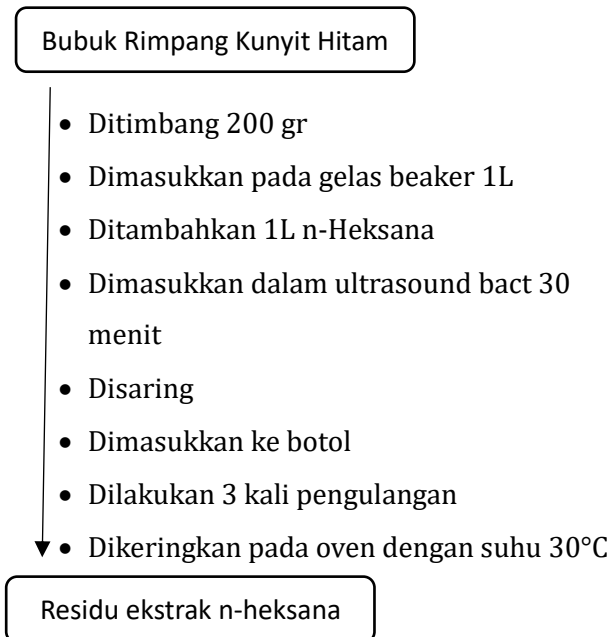 Bubuk Rimpang Kunyit Hitam
• Ditimbang 200 gr
• Dimasukkan pada gelas beaker 1L
• Ditambahkan 1L n-Heksana
• Dimasukkan dalam ultrasound bact 30
menit
• Disaring
• Dimasukkan ke botol
• Dilakukan 3 kali pengulangan
• Dikeringkan pada oven dengan suhu 30°C
Residu ekstrak n-heksana